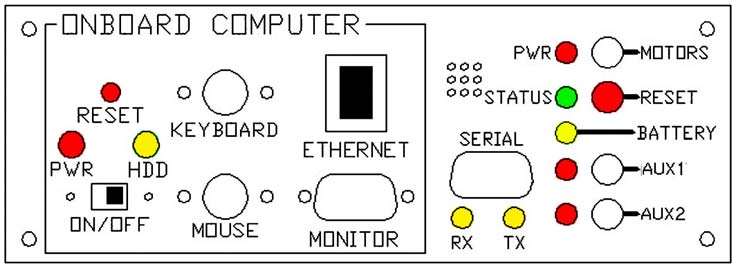 ONBOARD COMPUTER
RESET
KEYBOARD
ETHERNET
PWR HDD
ON/OFF
MOUSE
MONITOR
PWR MOTORS
STATUS RESET
BATTERY
SERIAL
AUX1
AUX2
RX TX